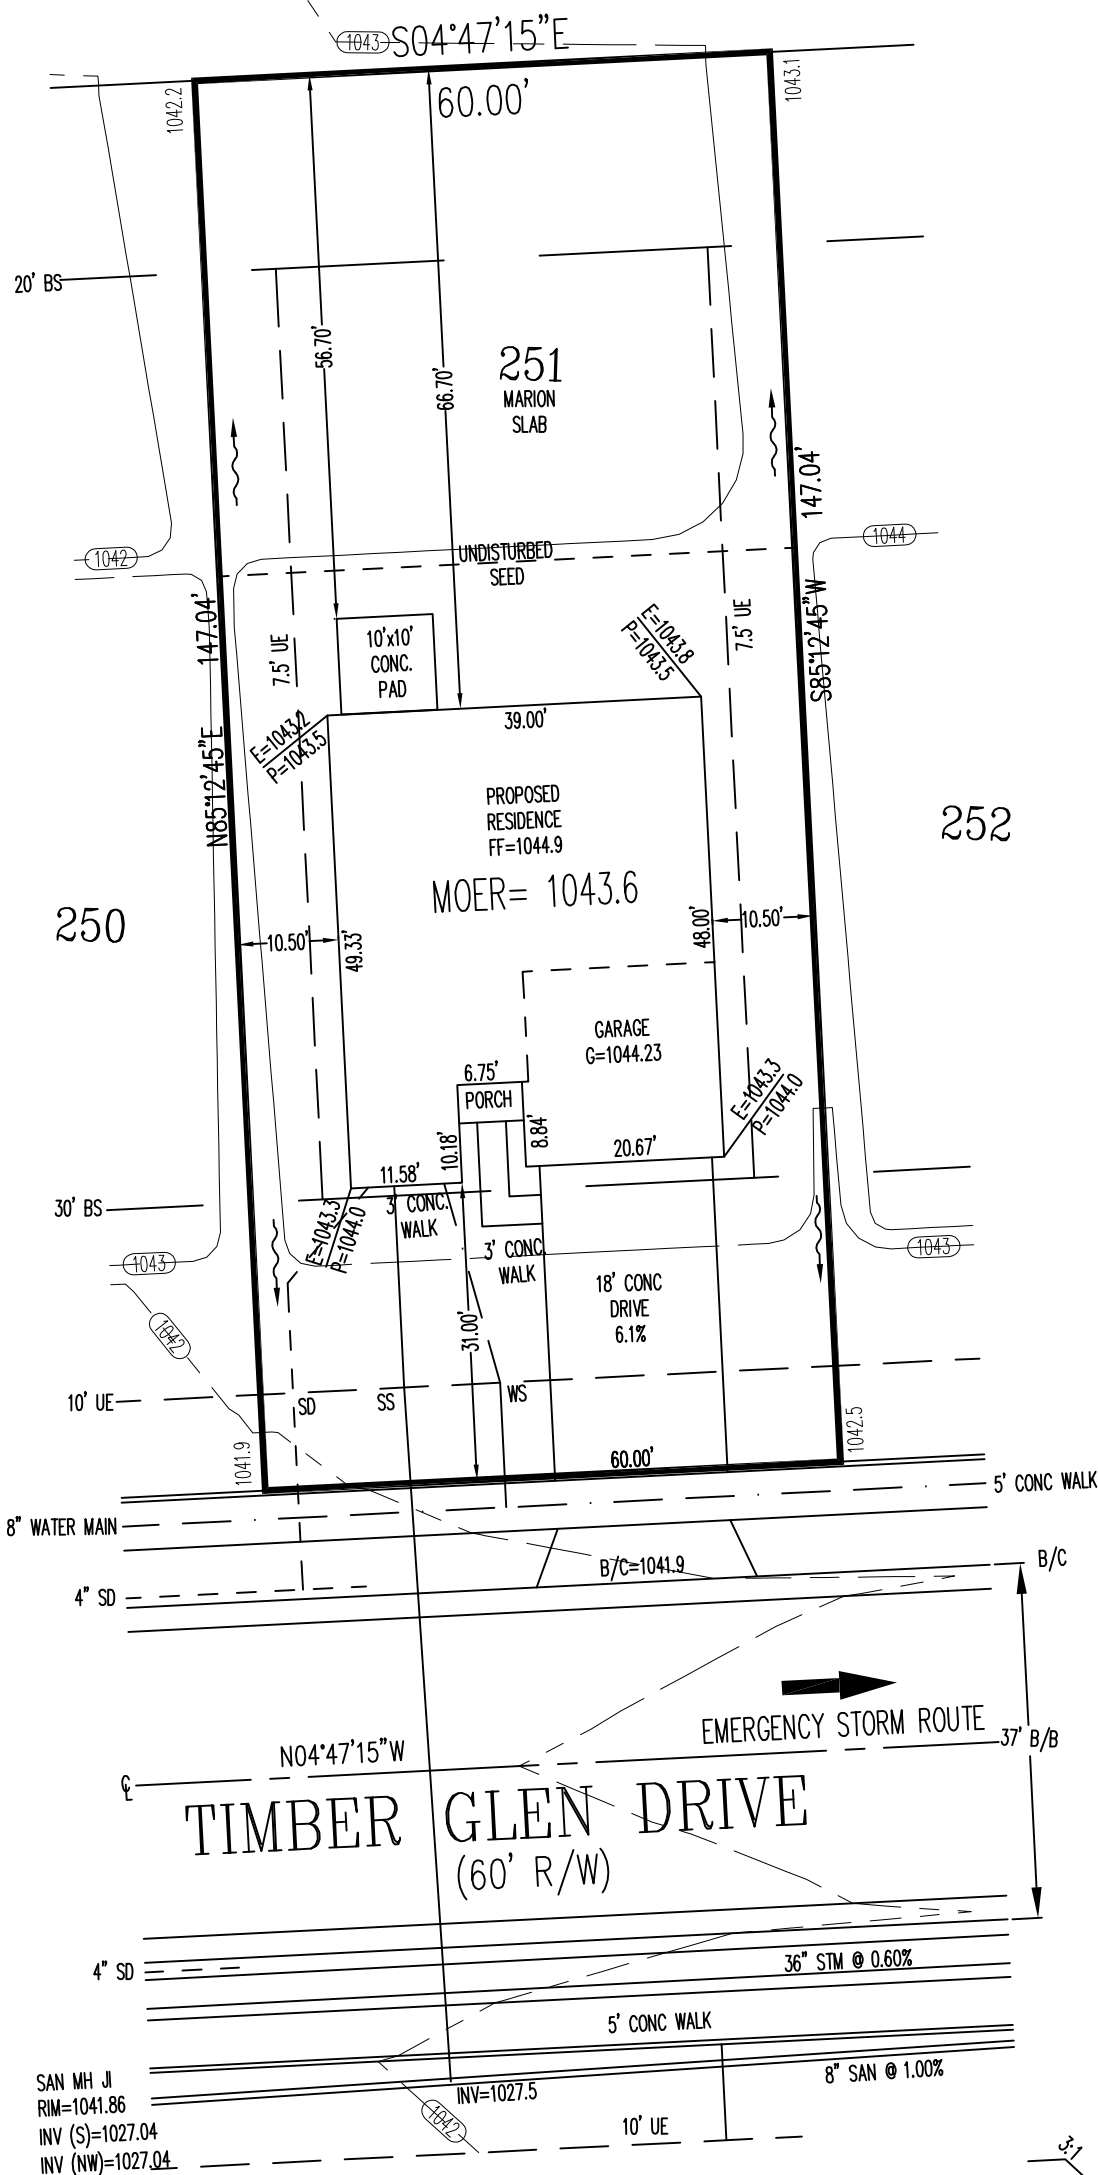 1043
S04°47'15"E
1042.2
60.00'
1043.1
20' BS
56.70'
66.70'
251
MARION
SLAB
147.04'
1042
1044
UNDISTURBED
SEED
147.04'
7.5' UE
10'x10'
CONC.
PAD
E=1043.8
P=1043.5
7.5' UE
S85°12'45"W
39.00'
E=1043.2
P=1043.5
N85°12'45"E
PROPOSED
RESIDENCE
FF=1044.9
MOER= 1043.6
252
250
10.50'
49.33'
48.00'
10.50'
GARAGE
G=1044.23
6.75'
PORCH
E=1043.3
P=1044.0
10.18'
8.84'
20.67'
11.58'
30' BS
E=1043.3
P=1044.0
3' CONC.
WALK
1043
3' CONC.
WALK
1043
18' CONC
DRIVE
6.1%
1042
31.00'
10' UE
SD
SS
WS
1041.9
60.00'
1042.5
5' CONC WALK
8" WATER MAIN
B/C=1041.9
B/C
4" SD
EMERGENCY STORM ROUTE
37' B/B
N04°47'15"W
℄
TIMBER GLEN DRIVE
(60' R/W)
4" SD
36" STM @ 0.60%
5' CONC WALK
SAN MH JI
RIM=1041.86
INV (S)=1027.04
INV (NW)=1027.04
INV=1027.5
8" SAN @ 1.00%
1042
10' UE
3:1